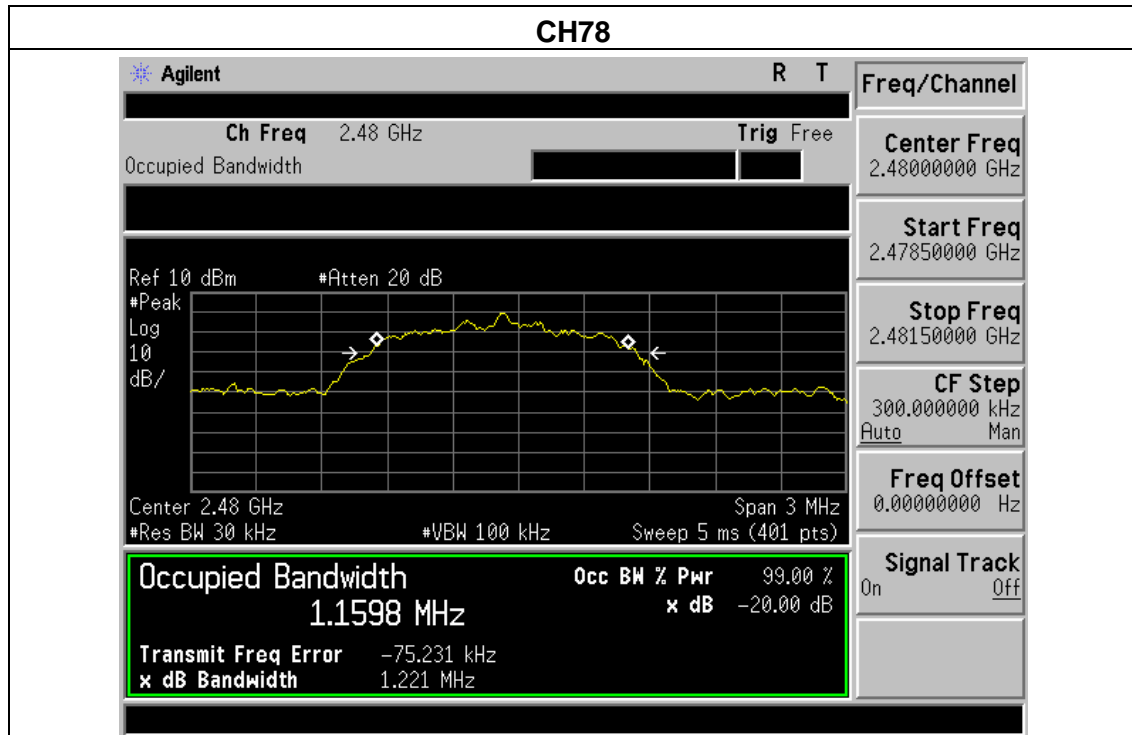 CH78
Agilent R T
Freq/Channel
Ch Freq 2.48 GHz Trig Free
Occupied Bandwidth
Center Freq
2.48000000 GHz
Start Freq
2.47850000 GHz
Ref 10 dBm #Atten 20 dB
#Peak
Log
10
dB/
Stop Freq
2.48150000 GHz
CF Step
300.000000 kHz
Auto Man
Freq Offset
0.00000000 Hz
Center 2.48 GHz Span 3 MHz
#Res BW 30 kHz #VBW 100 kHz Sweep 5 ms (401 pts)
Signal Track
On Off
Occupied Bandwidth Occ BW % Pwr 99.00 %
1.1598 MHz x dB -20.00 dB
Transmit Freq Error -75.231 kHz
x dB Bandwidth 1.221 MHz